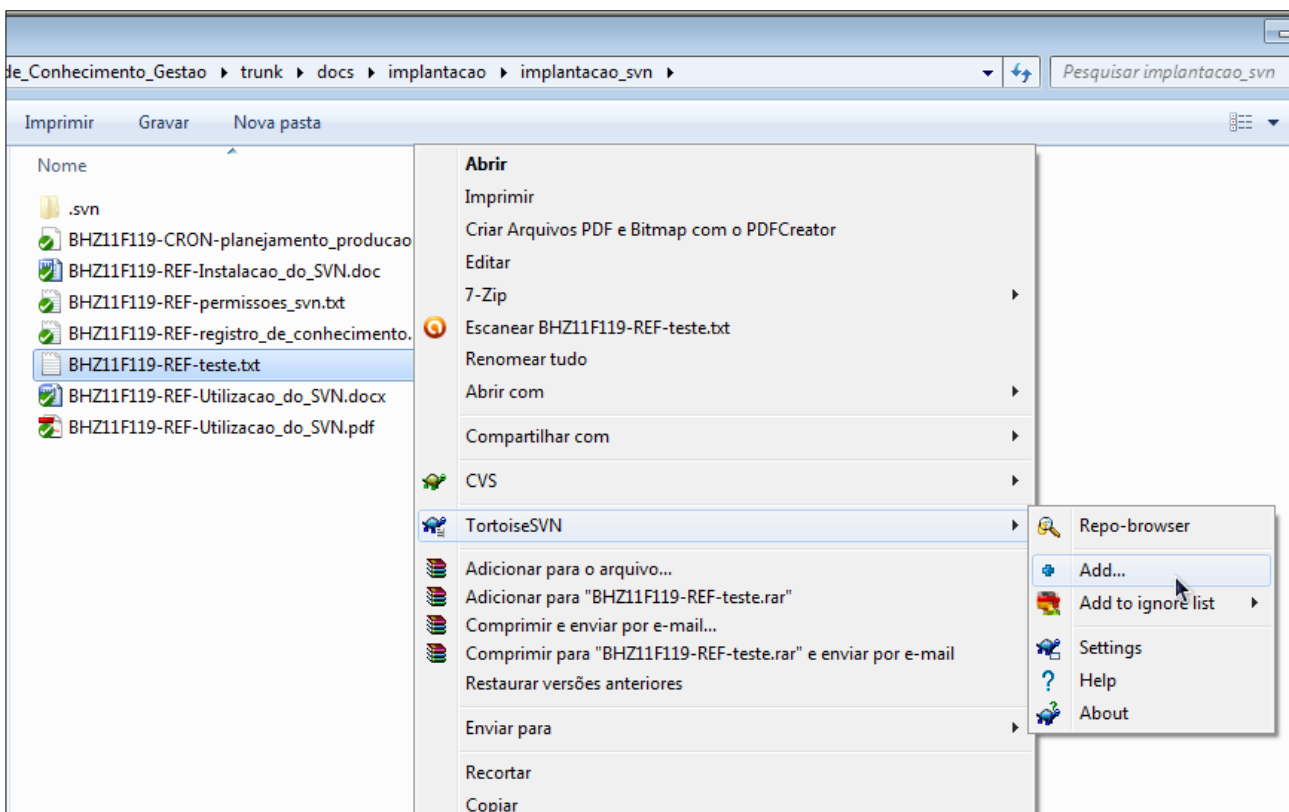 de_Conhecimento_Gestao ▸ trunk ▸ docs ▸ implantacao ▸ implantacao_svn ▸
Pesquisar implantacao_svn
Imprimir Gravar Nova pasta
Nome
.svn
BHZ11F119-CRON-planejamento_producao
BHZ11F119-REF-Instalacao_do_SVN.doc
BHZ11F119-REF-permissoes_svn.txt
BHZ11F119-REF-registro_de_conhecimento.
BHZ11F119-REF-teste.txt
BHZ11F119-REF-Utilizacao_do_SVN.docx
BHZ11F119-REF-Utilizacao_do_SVN.pdf
Abrir
Imprimir
Criar Arquivos PDF e Bitmap com o PDFCreator
Editar
7-Zip
Escanear BHZ11F119-REF-teste.txt
Renomear tudo
Abrir com
Compartilhar com
CVS
TortoiseSVN
Adicionar para o arquivo...
Adicionar para "BHZ11F119-REF-teste.rar"
Comprimir e enviar por e-mail...
Comprimir para "BHZ11F119-REF-teste.rar" e enviar por e-mail
Restaurar versões anteriores
Enviar para
Recortar
Copiar
Repo-browser
Add...
Add to ignore list
Settings
Help
About